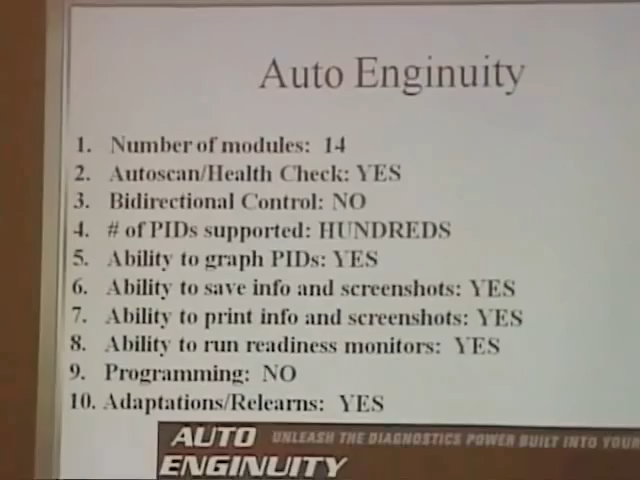 Auto Enginuity
1. Number of modules: 14
2. Autoscan/Health Check: YES
3. Bidirectional Control: NO
4. # of PIDs supported: HUNDREDS
5. Ability to graph PIDs: YES
6. Ability to save info and screenshots: YES
7. Ability to print info and screenshots: YES
8. Ability to run readiness monitors: YES
9. Programming: NO
10. Adaptations/Relearns: YES
AUTO UNLEASH THE DIAGNOSTICS POWER BUILT INTO YOUR
ENGINUITY